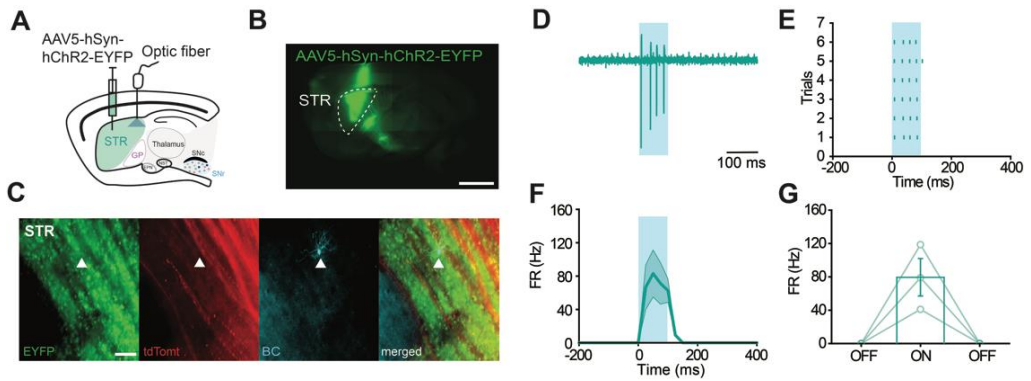 A
AAV5-hSyn-
hChR2-EYFP
Optic fiber
STR
GP
Thalamus
SNc
SNr
B
AAV5-hSyn-hChR2-EYFP
STR
C
STR
EYFP
tdTomt
BC
merged
D
100 ms
E
Trials
7
6
5
4
3
2
1
0
-200
0
200
400
Time (ms)
F
FR (Hz)
160
120
80
40
0
-200
0
200
400
Time (ms)
G
FR (Hz)
160
120
80
40
0
OFF
ON
OFF